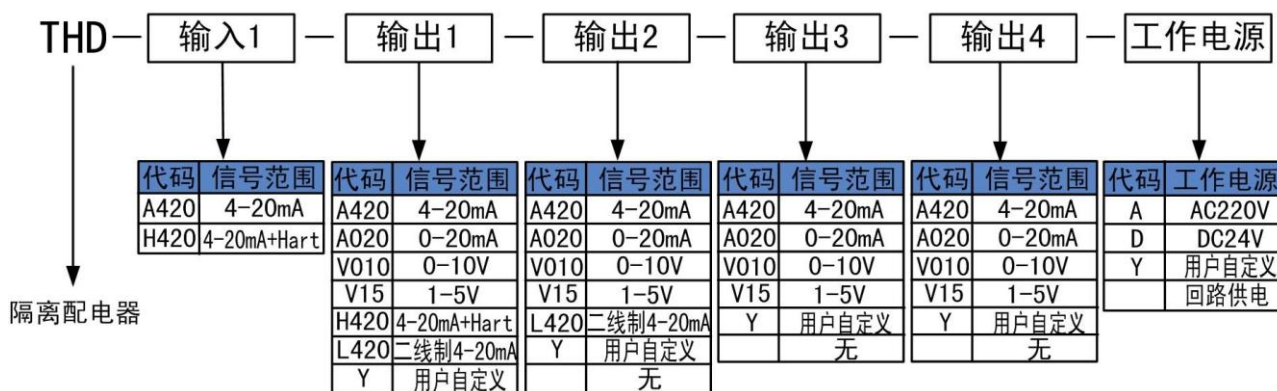 THD — 输入1 — 输出1 — 输出2 — 输出3 — 输出4 — 工作电源
隔离配电器
代码 信号范围
A420 4-20mA
H420 4-20mA+Hart
代码 信号范围
A420 4-20mA
A020 0-20mA
V010 0-10V
V15 1-5V
H420 4-20mA+Hart
L420 二线制4-20mA
Y 用户自定义
代码 信号范围
A420 4-20mA
A020 0-20mA
V010 0-10V
V15 1-5V
L420 二线制4-20mA
Y 用户自定义
无
代码 信号范围
A420 4-20mA
A020 0-20mA
V010 0-10V
V15 1-5V
Y 用户自定义
无
代码 信号范围
A420 4-20mA
A020 0-20mA
V010 0-10V
V15 1-5V
Y 用户自定义
无
代码 工作电源
A AC220V
D DC24V
Y 用户自定义
回路供电